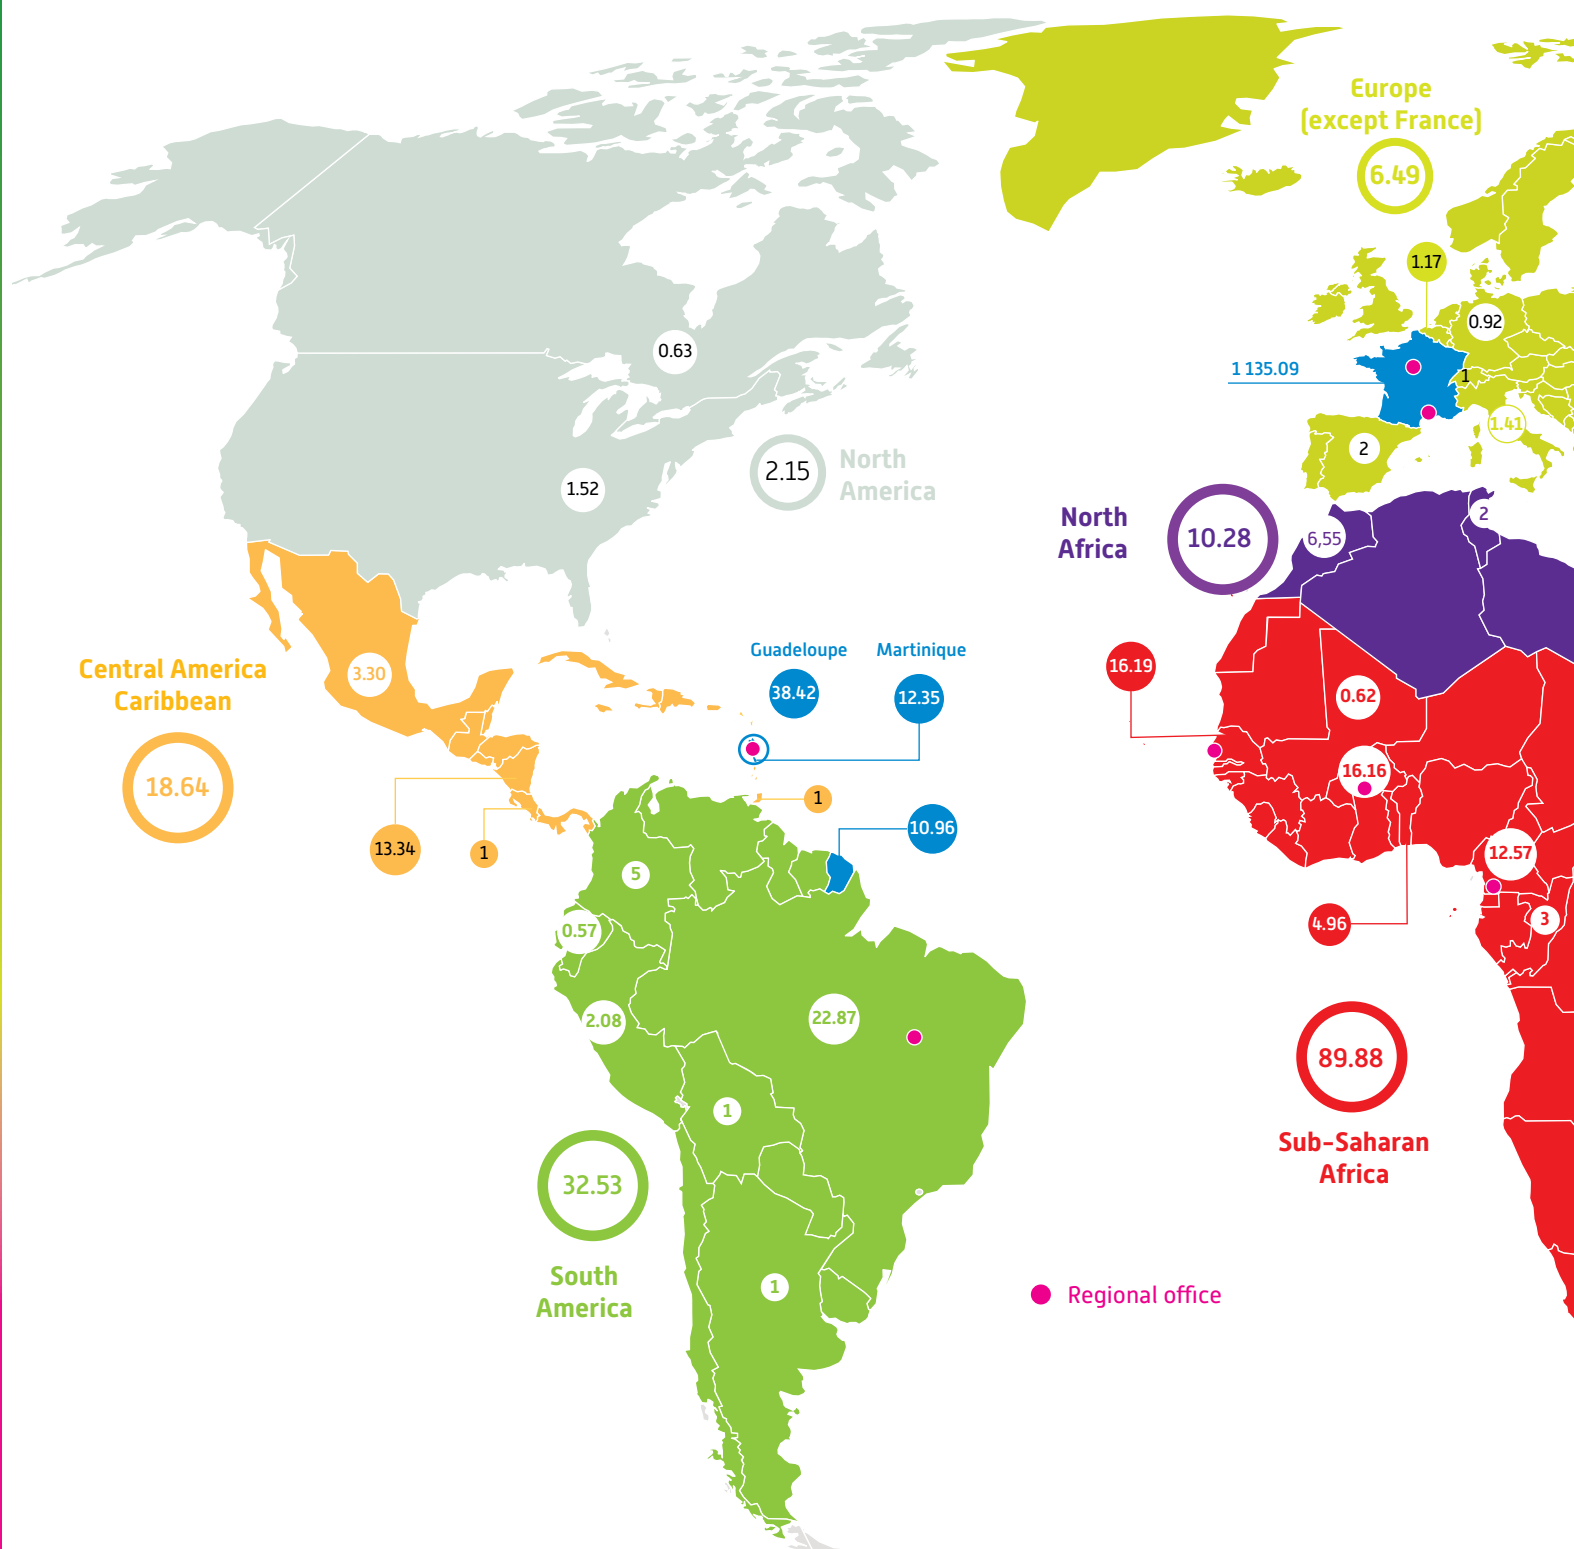 Europe
(except France)
6.49
1.17
0.92
0.63
1 135.09
1
1.41
2
North
America
2.15
1.52
2
North
Africa
10.28
6,55
Guadeloupe
Martinique
16.19
Central America
Caribbean
3.30
38.42
12.35
0.62
18.64
16.16
1
10.96
13.34
1
12.57
5
0.57
4.96
3
2.08
22.87
89.88
1
Sub-Saharan
Africa
32.53
South
America
1
Regional office